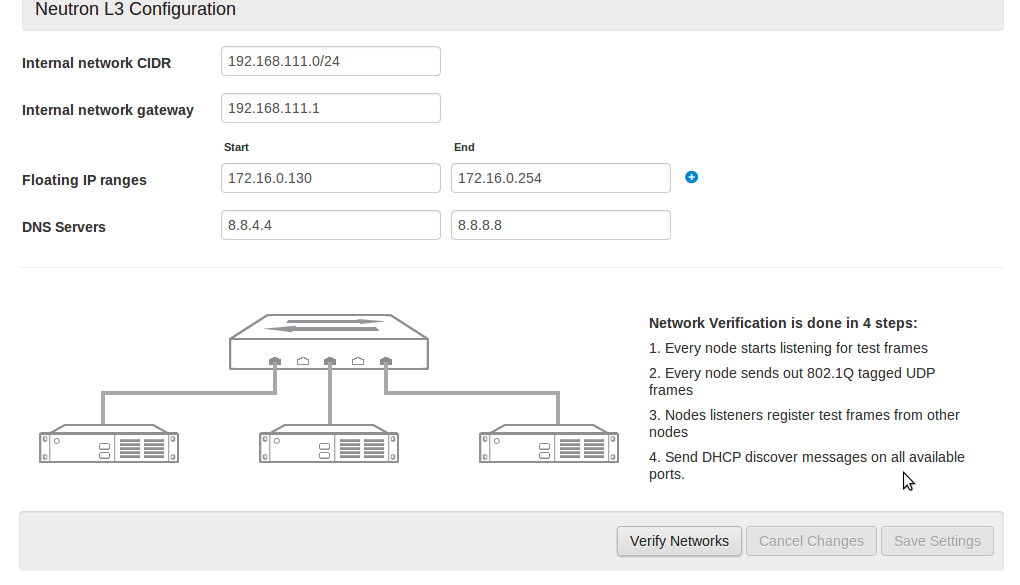 Neutron L3 Configuration
Internal network CIDR 192.168.111.0/24
Internal network gateway 192.168.111.1
Start End
Floating IP ranges 172.16.0.130 172.16.0.254
DNS Servers 8.8.4.4 8.8.8.8
Network Verification is done in 4 steps:
1. Every node starts listening for test frames
2. Every node sends out 802.1Q tagged UDP
frames
3. Nodes listeners register test frames from other
nodes
4. Send DHCP discover messages on all available
ports.
Verify Networks Cancel Changes Save Settings